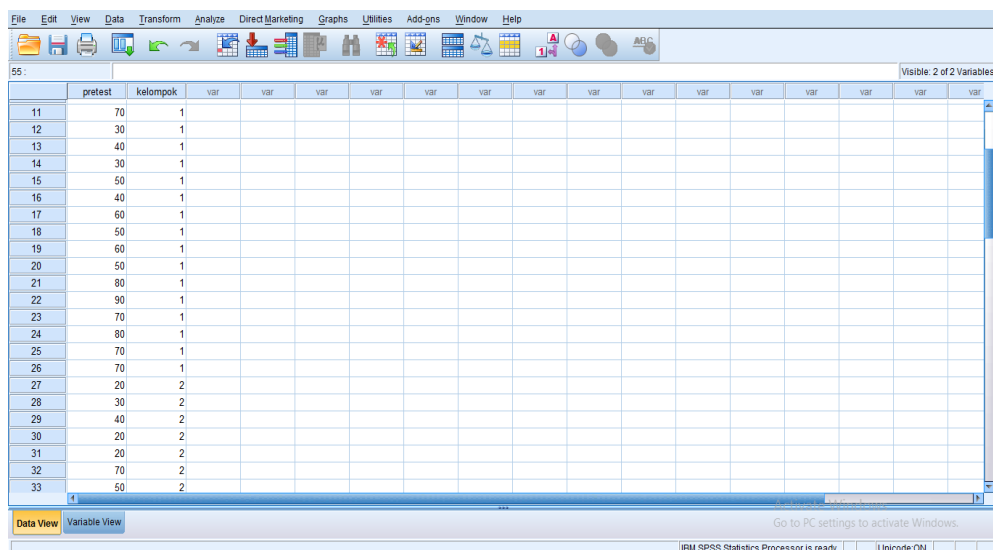 File Edit View Data Transform Analyze Direct Marketing Graphs Utilities Add-ons Window Help
55 : Visible: 2 of 2 Variables
pretest kelompok var var var var var var var var var var var var var var var
11 70 1
12 30 1
13 40 1
14 30 1
15 50 1
16 40 1
17 60 1
18 50 1
19 60 1
20 50 1
21 80 1
22 90 1
23 70 1
24 80 1
25 70 1
26 70 1
27 20 2
28 30 2
29 40 2
30 20 2
31 20 2
32 70 2
33 50 2
Data View Variable View
Go to PC settings to activate Windows.
IBM SPSS Statistics Processor is ready Unicode:ON